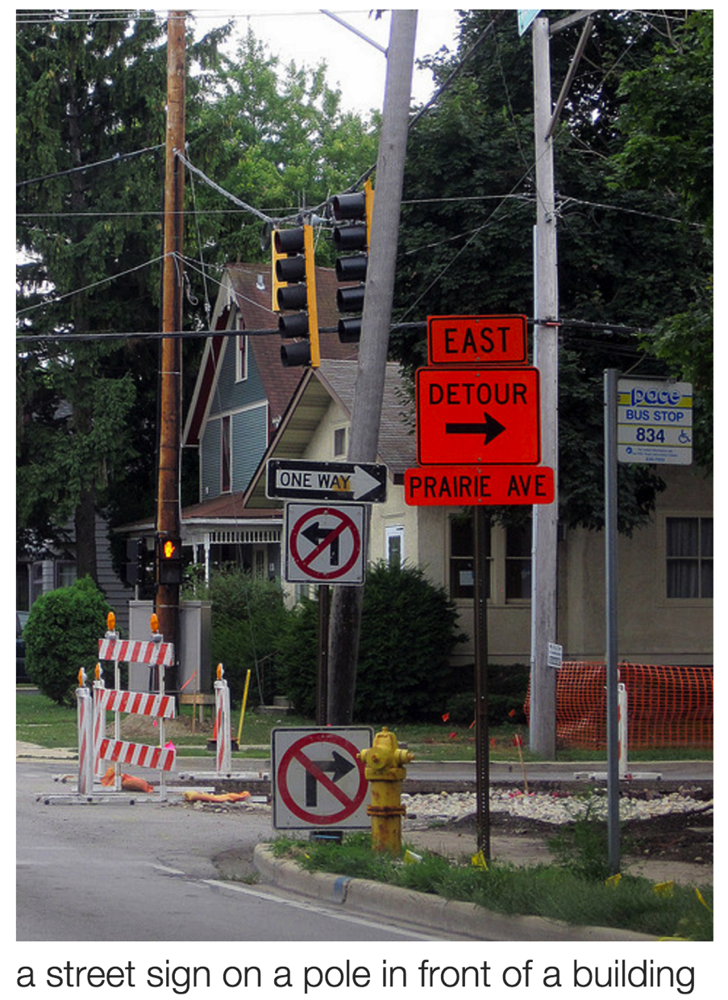 EAST
DETOUR
PRAIRIE AVE
pace
BUS STOP
834
ONE WAY
a street sign on a pole in front of a building